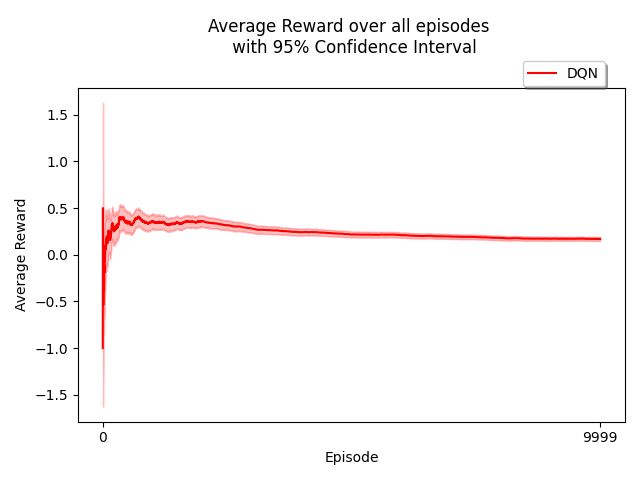 Average Reward over all episodes
with 95% Confidence Interval
DQN
1.5
1.0
0.5
0.0
−0.5
−1.0
−1.5
Average Reward
0
9999
Episode